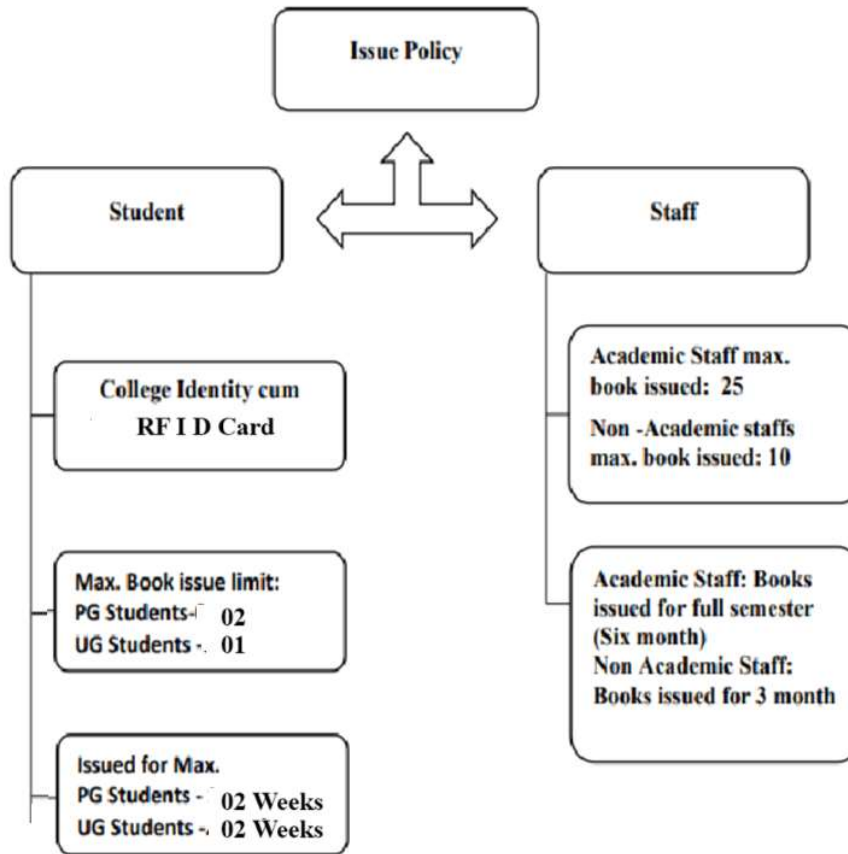 Issue Policy
Student
College Identity cum
RF I D Card
Max. Book issue limit:
PG Students- 02
UG Students - 01
Issued for Max.
PG Students - 02 Weeks
UG Students - 02 Weeks
Staff
Academic Staff max.
book issued: 25
Non -Academic staffs
max. book issued: 10
Academic Staff: Books
issued for full semester
(Six month)
Non Academic Staff:
Books issued for 3 month